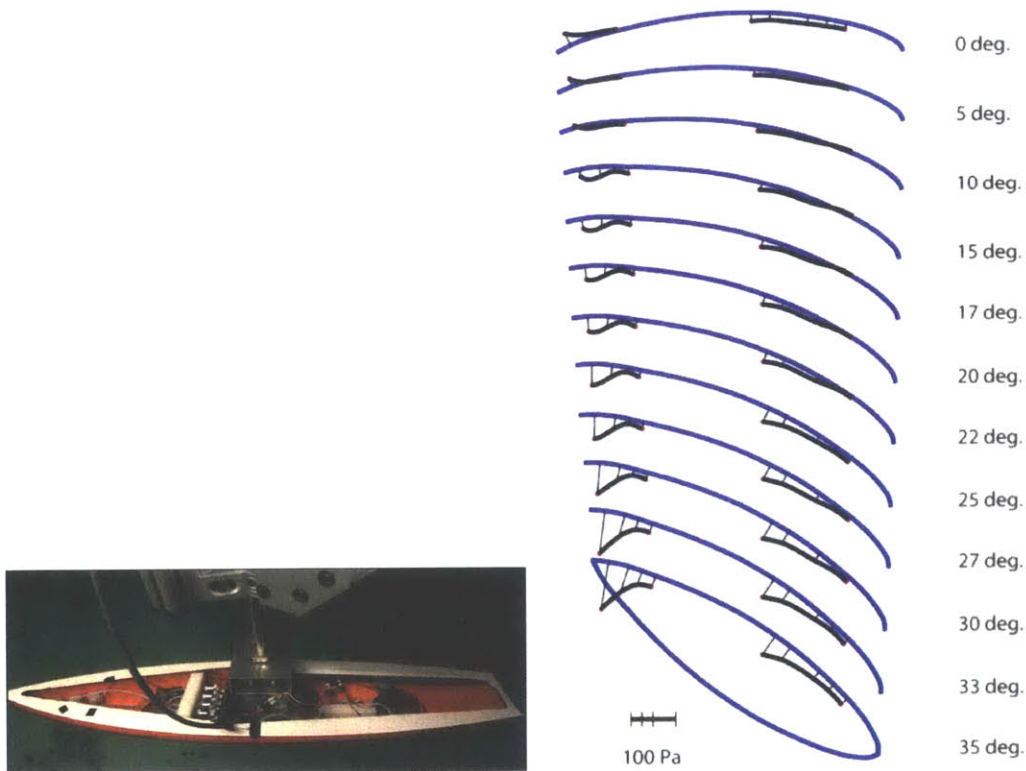 0 deg.
5 deg.
10 deg.
15 deg.
17 deg.
20 deg.
22 deg.
25 deg.
27 deg.
30 deg.
33 deg.
35 deg.
100 Pa